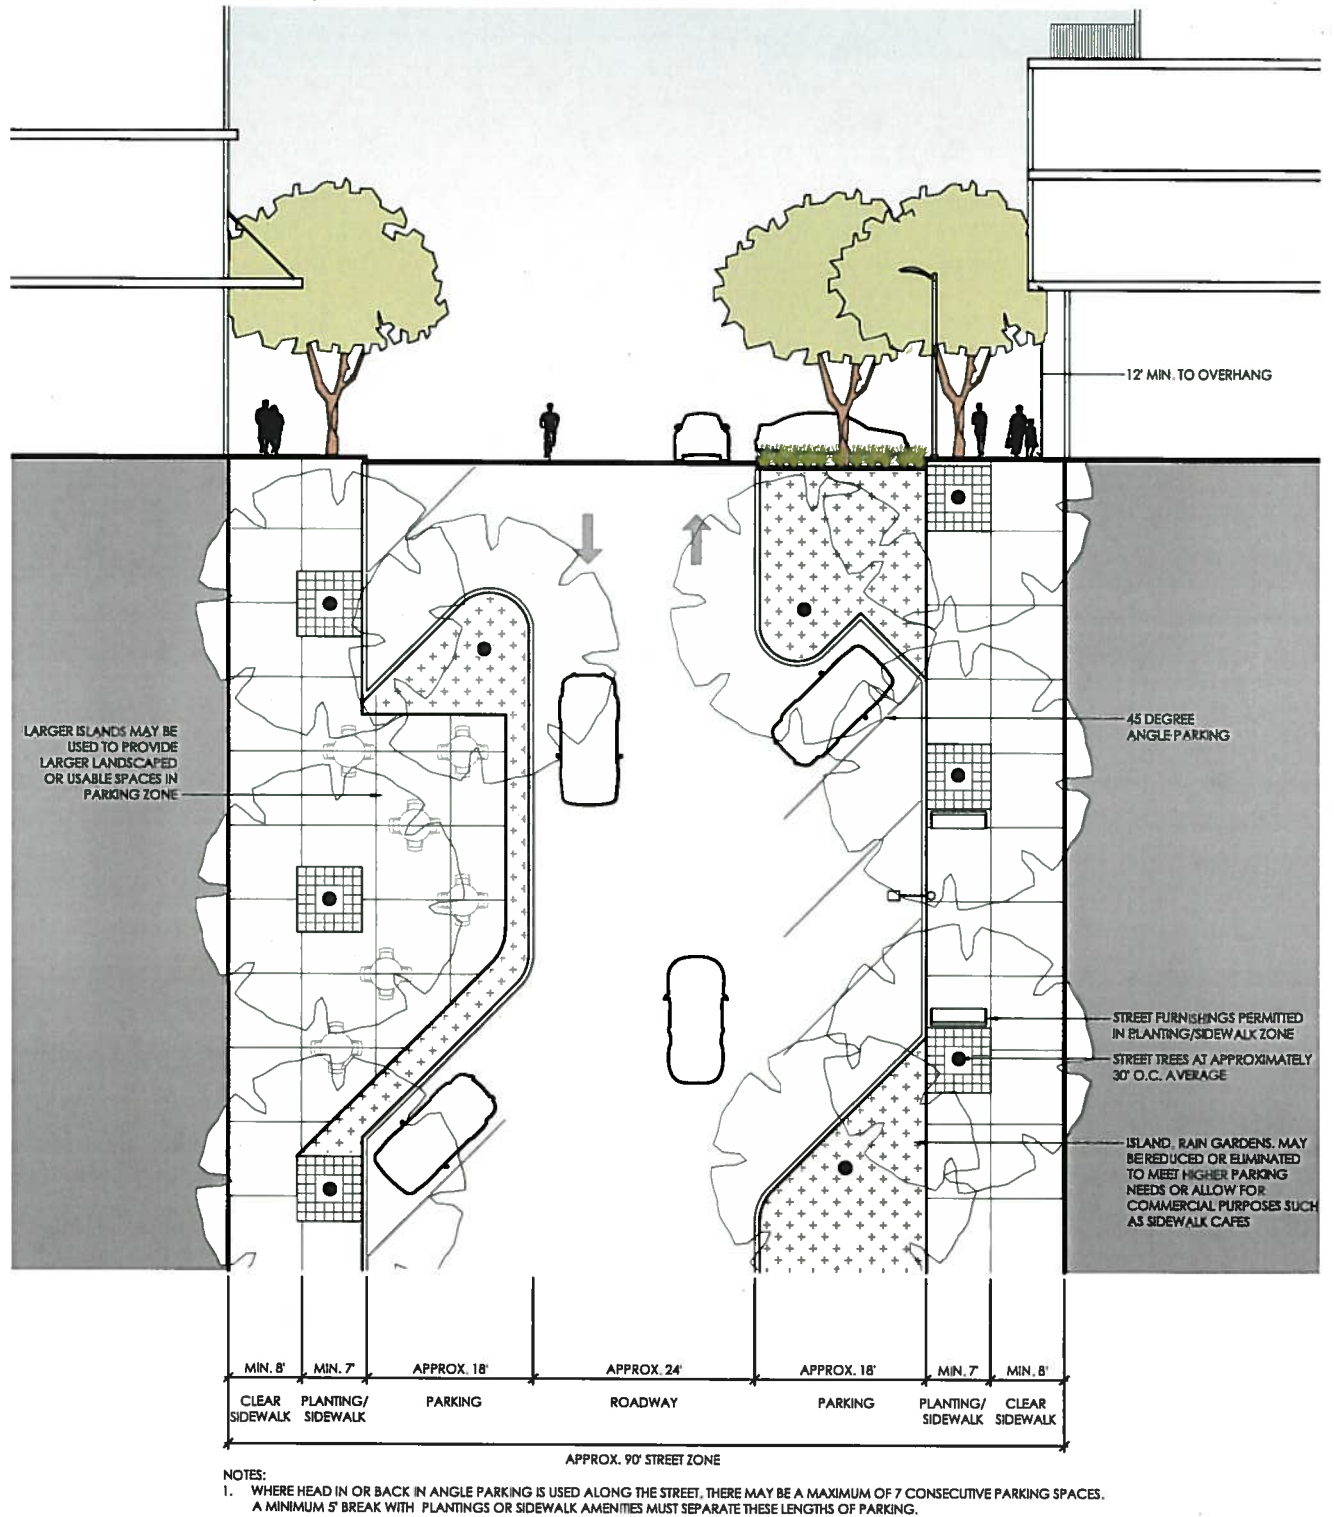 12' MIN. TO OVERHANG
LARGER ISLANDS MAY BE
USED TO PROVIDE
LARGER LANDSCAPED
OR USABLE SPACES IN
PARKING ZONE
45 DEGREE
ANGLE PARKING
STREET FURNISHINGS PERMITTED
IN PLANTING/SIDEWALK ZONE
STREET TREES AT APPROXIMATELY
30' O.C. AVERAGE
ISLAND, RAIN GARDENS. MAY
BE REDUCED OR ELIMINATED
TO MEET HIGHER PARKING
NEEDS OR ALLOW FOR
COMMERCIAL PURPOSES SUCH
AS SIDEWALK CAFES
MIN. 8' MIN. 7' APPROX. 18' APPROX. 24' APPROX. 18' MIN. 7' MIN. 8'
CLEAR PLANTING/ PARKING ROADWAY PARKING PLANTING/ CLEAR
SIDEWALK SIDEWALK SIDEWALK SIDEWALK
APPROX. 90' STREET ZONE
NOTES:
1. WHERE HEAD IN OR BACK IN ANGLE PARKING IS USED ALONG THE STREET, THERE MAY BE A MAXIMUM OF 7 CONSECUTIVE PARKING SPACES.
A MINIMUM 5' BREAK WITH PLANTINGS OR SIDEWALK AMENITIES MUST SEPARATE THESE LENGTHS OF PARKING.